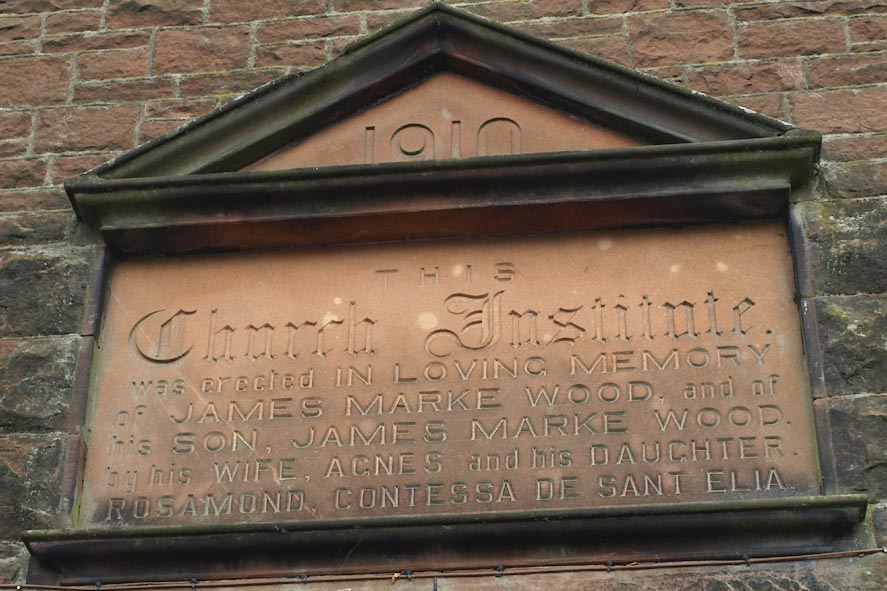 1910
THIS
Church Institute.
was erected IN LOVING MEMORY
of JAMES MARKE WOOD, and of
his SON, JAMES MARKE WOOD.
by his WIFE, AGNES and his DAUGHTER.
ROSAMOND, CONTESSA DE SANT ELIA.